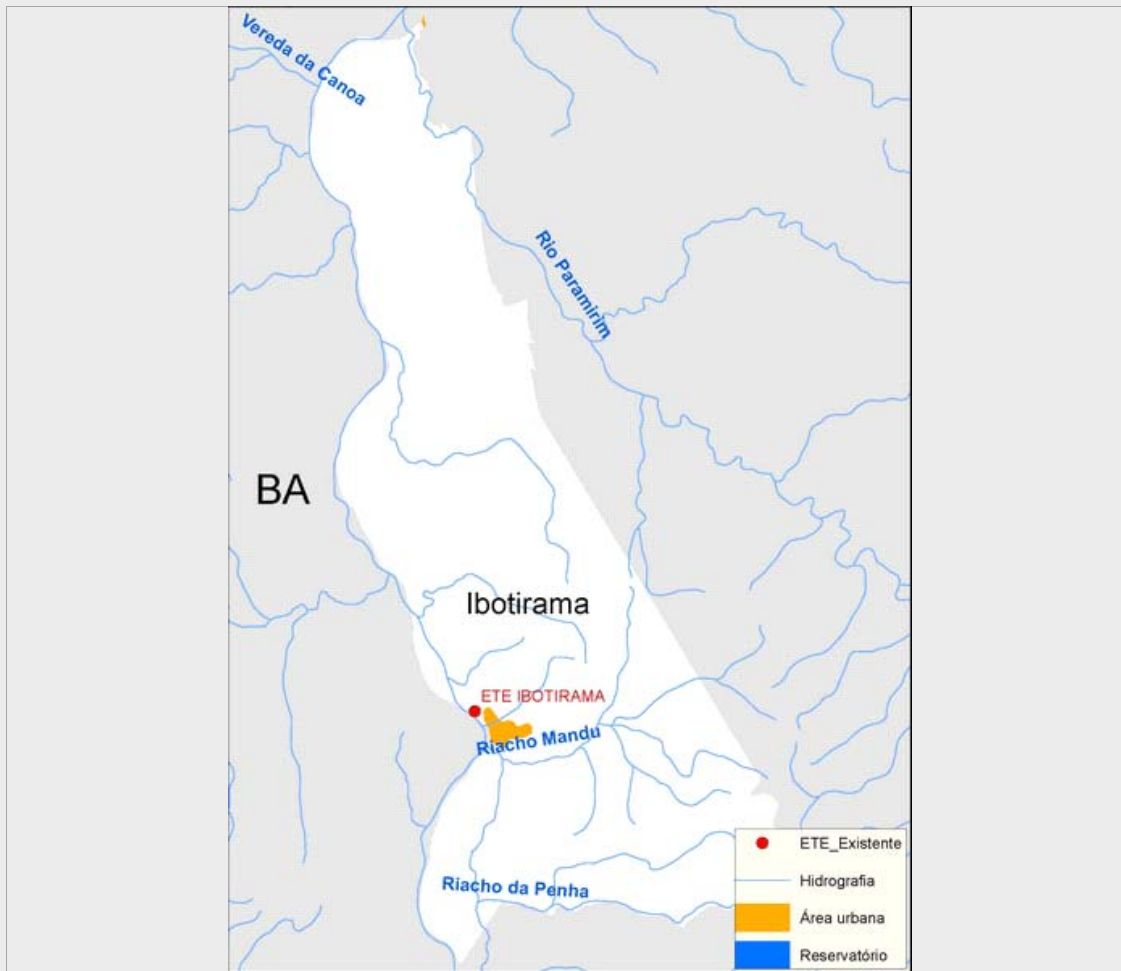 Vereda da Canoa
Rio Paramirim
BA
Ibotirama
ETE IBOTIRAMA
Riacho Mandu
Riacho da Penha
ETE_Existente
Hidrografia
Área urbana
Reservatório